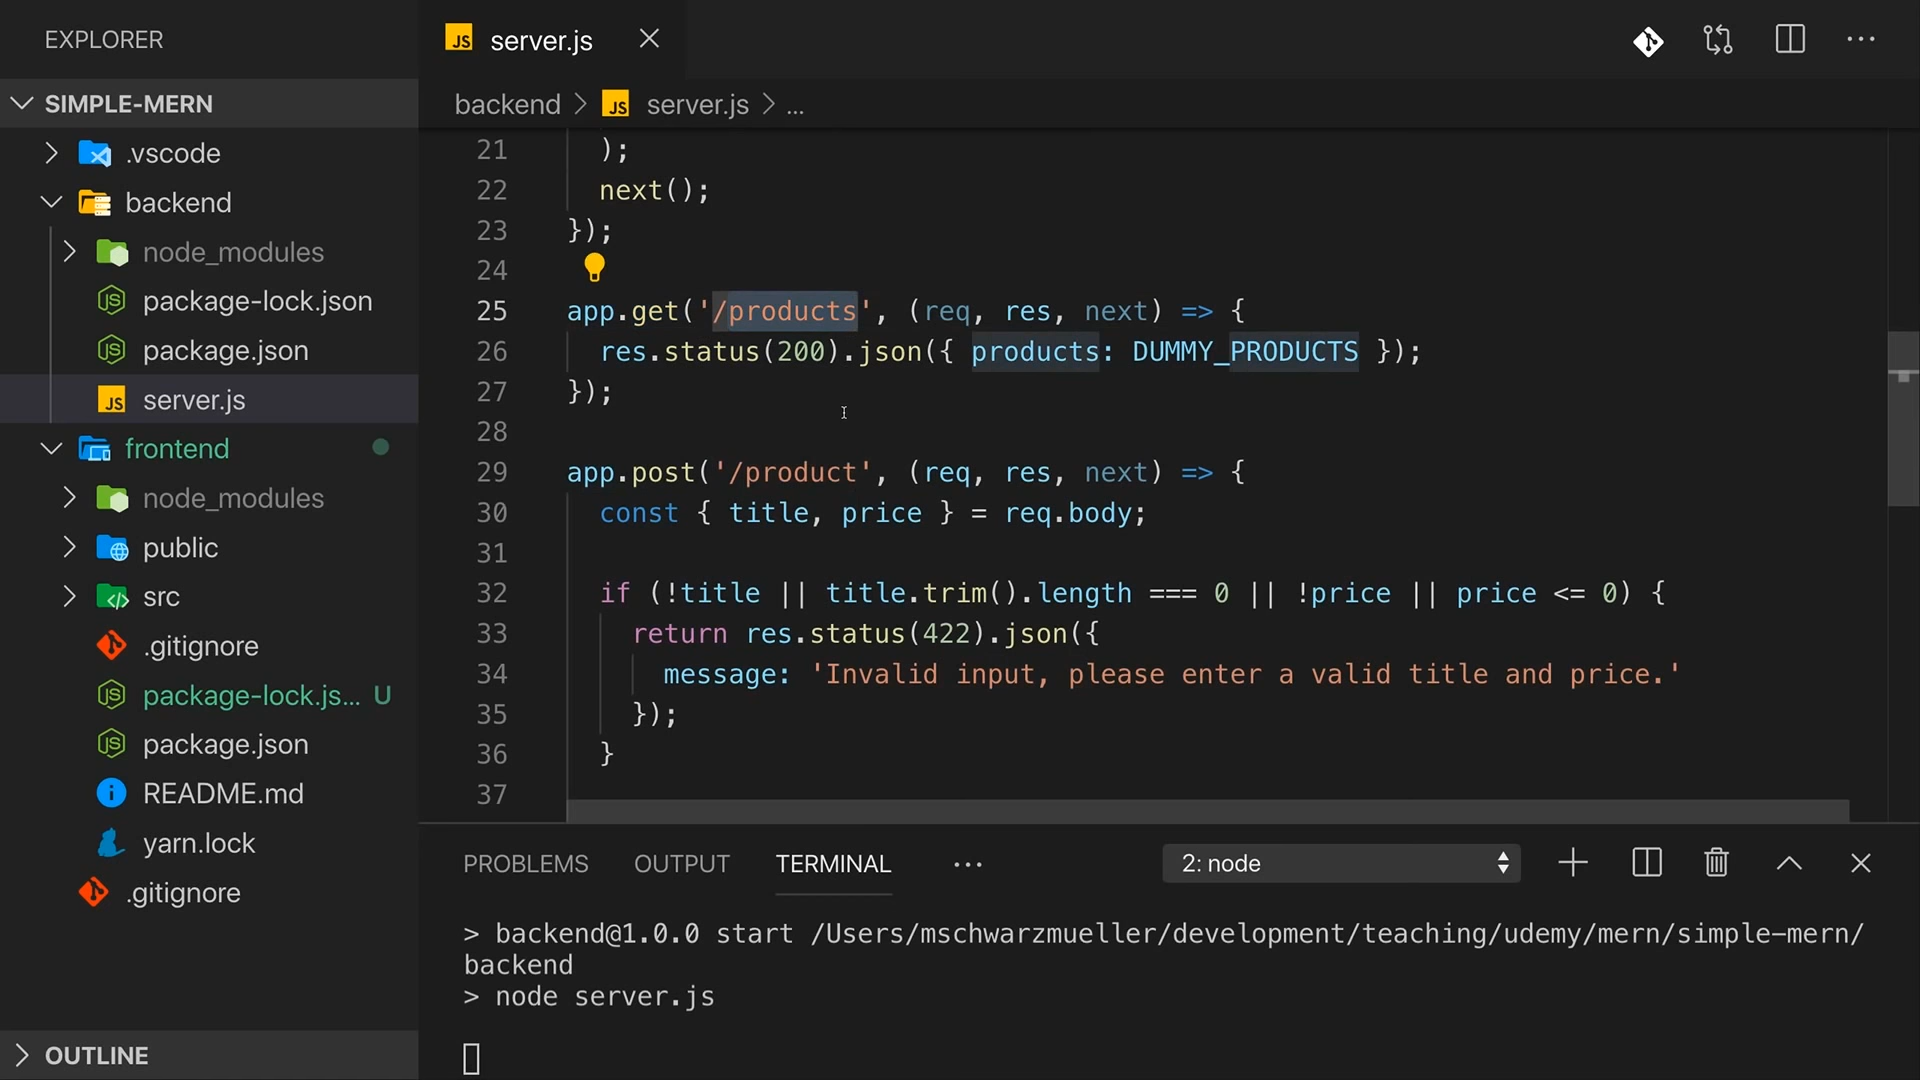 EXPLORER
SIMPLE-MERN
.vscode
backend
node_modules
package-lock.json
package.json
JS server.js
frontend
node_modules
public
src
.gitignore
package-lock.js... U
package.json
README.md
yarn.lock
.gitignore
OUTLINE
JS server.js
backend > JS server.js > ...
21 );
22 next();
23 });
24
25 app.get('/products', (req, res, next) => {
26 res.status(200).json({ products: DUMMY_PRODUCTS });
27 });
28
29 app.post('/product', (req, res, next) => {
30 const { title, price } = req.body;
31
32 if (!title || title.trim().length === 0 || !price || price <= 0) {
33 return res.status(422).json({
34 message: 'Invalid input, please enter a valid title and price.'
35 });
36 }
37
PROBLEMS OUTPUT TERMINAL ... 2: node
> backend@1.0.0 start /Users/mschwarzmueller/development/teaching/udemy/mern/simple-mern/
backend
> node server.js